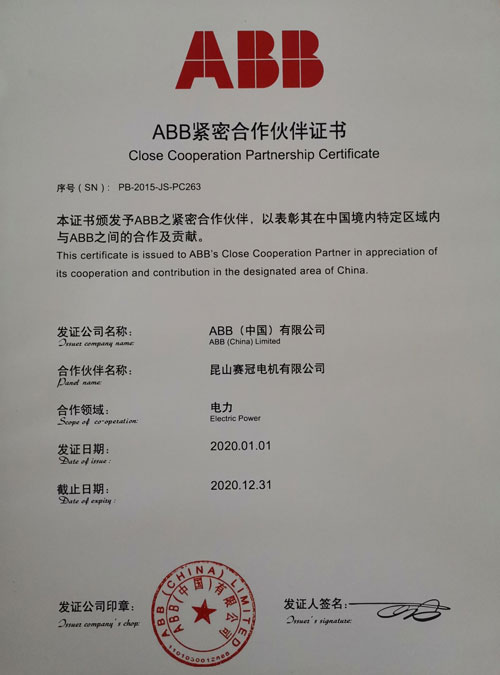 ABB
ABB紧密合作伙伴证书
Close Cooperation Partnership Certificate
序号（SN）: PB-2015-JS-PC263
本证书颁发予ABB之紧密合作伙伴，以表彰其在中国境内特定区域内
与ABB之间的合作及贡献。
This certificate is issued to ABB's Close Cooperation Partner in appreciation of
its cooperation and contribution in the designated area of China.
发证公司名称： ABB（中国）有限公司
Issuer company name: ABB (China) Limited
合作伙伴名称： 昆山赛冠电机有限公司
Panel name:
合作领域： 电力
Scope of co-operation: Electric Power
发证日期： 2020.01.01
Date of issue :
截止日期： 2020.12.31
Date of expiry :
ABB (CHINA) LIMITED
ABB(中国)有限公司
发证公司印章： 发证人签名：
Issuer company's chop: Issuer's signature: